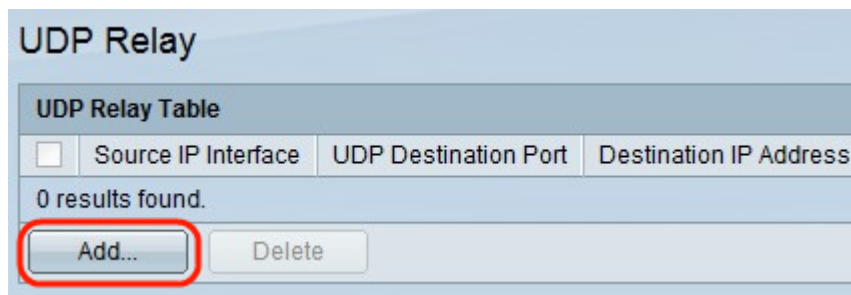 UDP Relay
UDP Relay Table
Source IP Interface UDP Destination Port Destination IP Address
0 results found.
Add... Delete